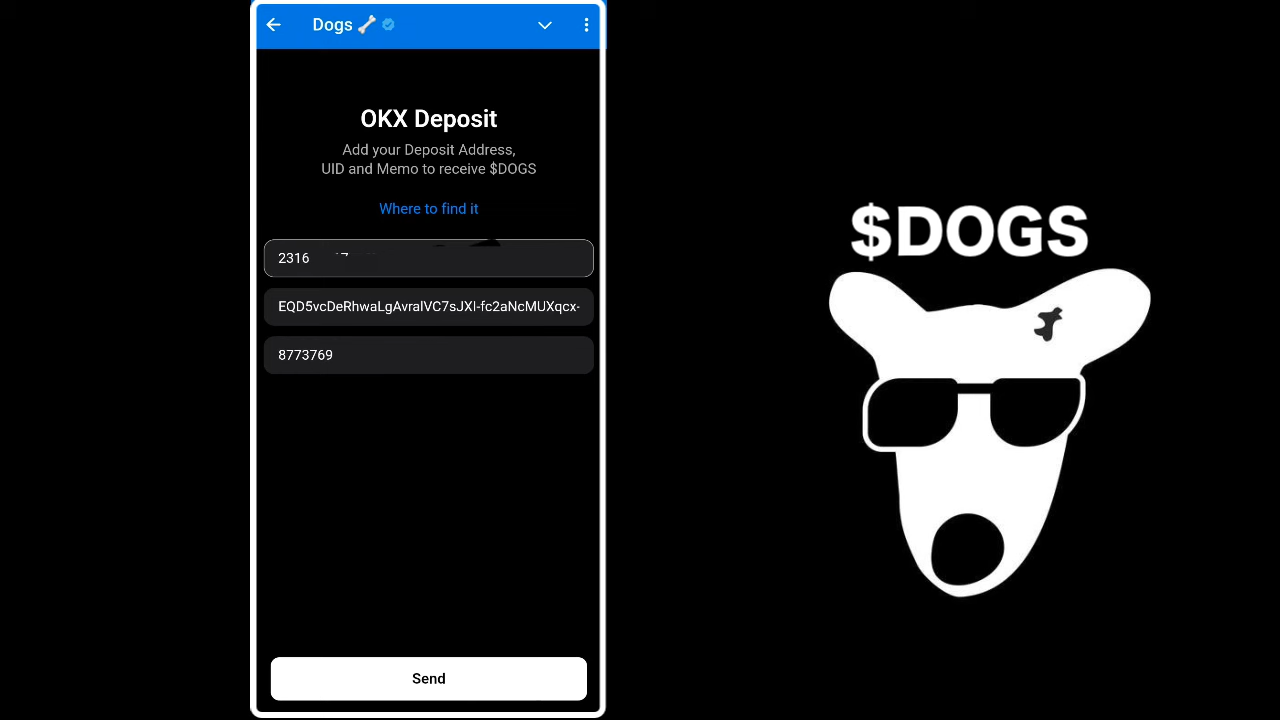 Dogs 🦴
OKX Deposit
Add your Deposit Address,
UID and Memo to receive $DOGS
Where to find it
2316
EQD5vcDeRhwaLgAvralVC7sJXI-fc2aNcMUXqcx-
8773769
Send
$DOGS